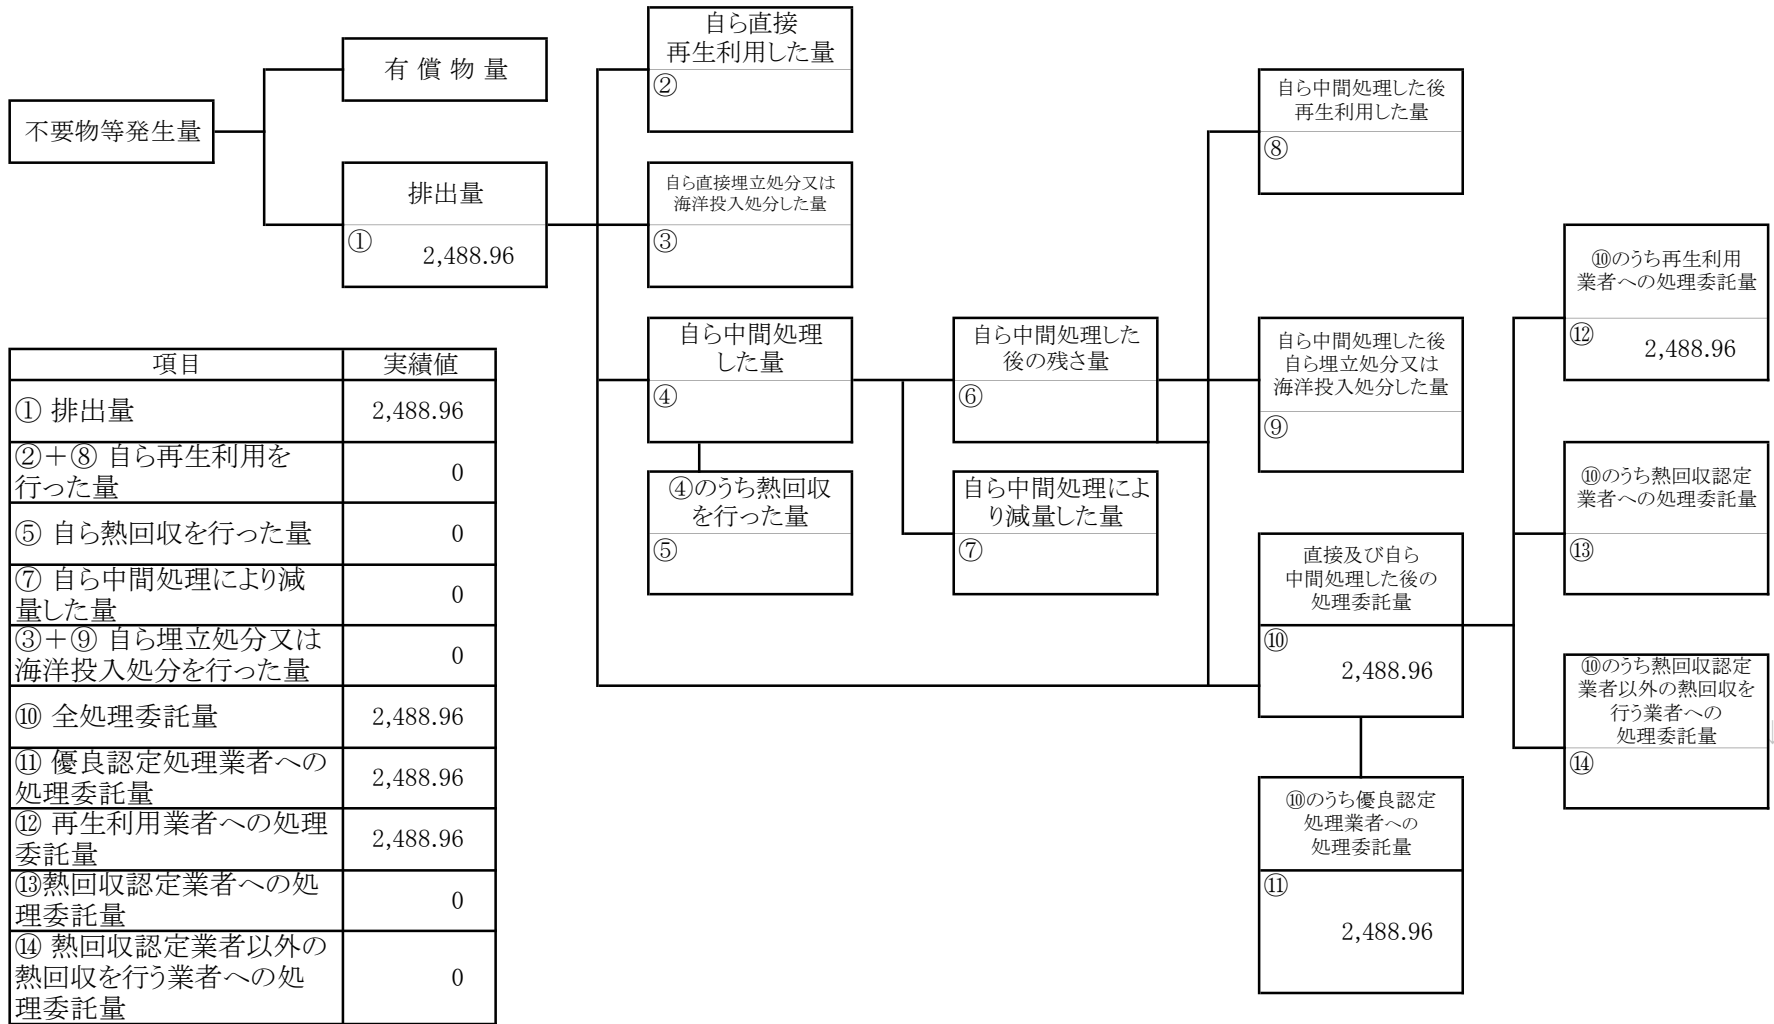 不要物等発生量
有 償 物 量
排出量
①
2,488.96
自ら直接
再生利用した量
②
自ら直接埋立処分又は
海洋投入処分した量
③
自ら中間処理
した量
④
④のうち熱回収
を行った量
⑤
自ら中間処理した
後の残さ量
⑥
自ら中間処理によ
り減量した量
⑦
自ら中間処理した後
再生利用した量
⑧
自ら中間処理した後
自ら埋立処分又は
海洋投入処分した量
⑨
直接及び自ら
中間処理した後の
処理委託量
⑩
2,488.96
⑩のうち優良認定
処理業者への
処理委託量
⑪
2,488.96
⑩のうち再生利用
業者への処理委託量
⑫
2,488.96
⑩のうち熱回収認定
業者への処理委託量
⑬
⑩のうち熱回収認定
業者以外の熱回収を
行う業者への
処理委託量
⑭
項目 実績値
① 排出量 2,488.96
②+⑧ 自ら再生利用を
行った量 0
⑤ 自ら熱回収を行った量 0
⑦ 自ら中間処理により減
量した量 0
③+⑨ 自ら埋立処分又は
海洋投入処分を行った量 0
⑩ 全処理委託量 2,488.96
⑪ 優良認定処理業者への
処理委託量 2,488.96
⑫ 再生利用業者への処理
委託量 2,488.96
⑬熱回収認定業者への処
理委託量 0
⑭ 熱回収認定業者以外の
熱回収を行う業者への処
理委託量 0